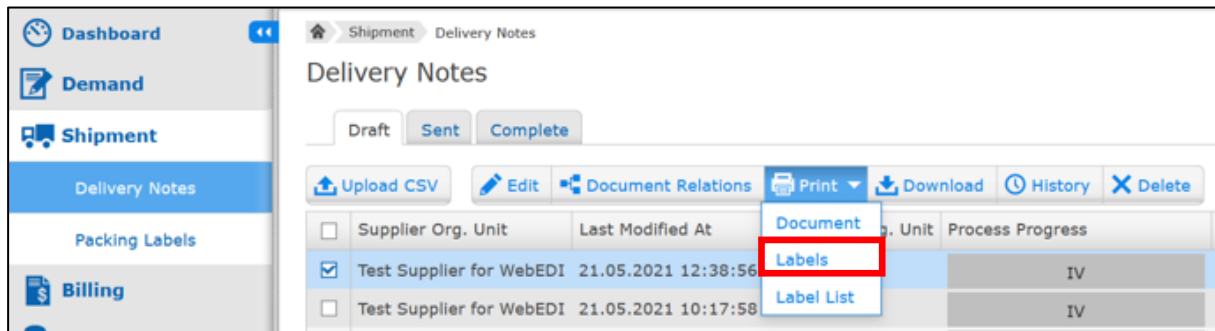 Dashboard
Demand
Shipment
Delivery Notes
Packing Labels
Billing
Shipment Delivery Notes
Delivery Notes
Draft Sent Complete
Upload CSV Edit Document Relations Print Download History Delete
Supplier Org. Unit Last Modified At g. Unit Process Progress
Document
Labels
Label List
Test Supplier for WebEDI 21.05.2021 12:38:56 IV
Test Supplier for WebEDI 21.05.2021 10:17:58 IV